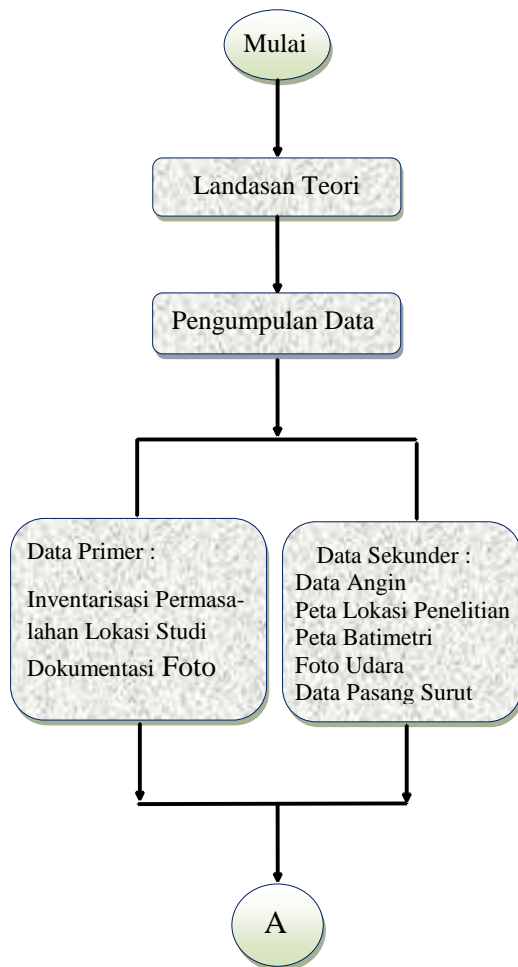 Mulai
Landasan Teori
Pengumpulan Data
Data Primer :
Inventarisasi Permasa-
lahan Lokasi Studi
Dokumentasi Foto
Data Sekunder :
Data Angin
Peta Lokasi Penelitian
Peta Batimetri
Foto Udara
Data Pasang Surut
A